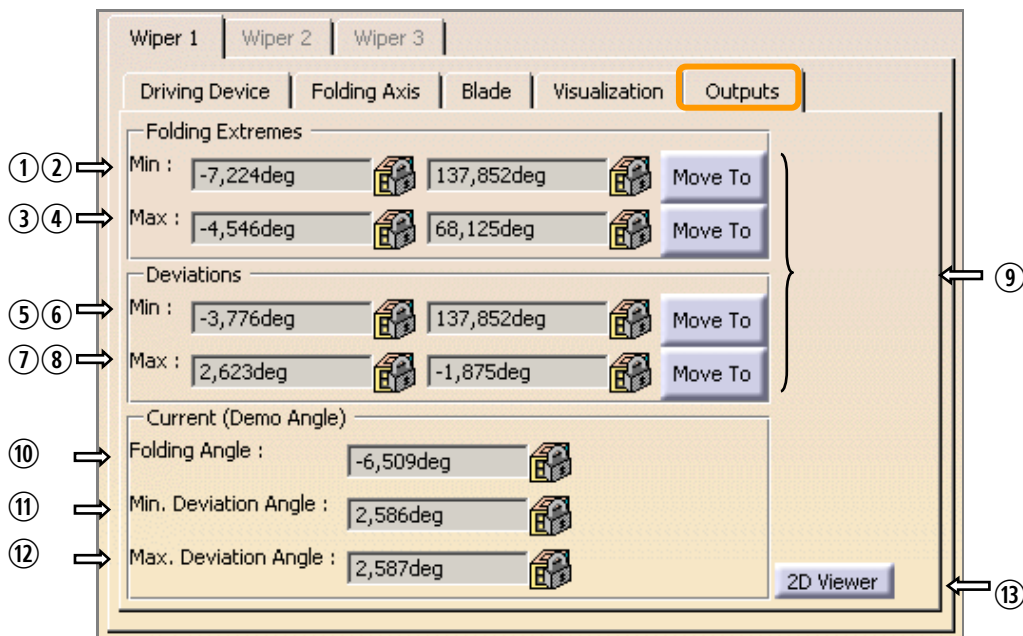 Wiper 1 Wiper 2 Wiper 3
Driving Device Folding Axis Blade Visualization Outputs
Folding Extremes
①② Min : -7,224deg 137,852deg Move To
③④ Max : -4,546deg 68,125deg Move To
Deviations
⑨
⑤⑥ Min : -3,776deg 137,852deg Move To
⑦⑧ Max : 2,623deg -1,875deg Move To
Current (Demo Angle)
⑩ Folding Angle : -6,509deg
⑪ Min. Deviation Angle : 2,586deg
⑫ Max. Deviation Angle : 2,587deg
2D Viewer ⑬